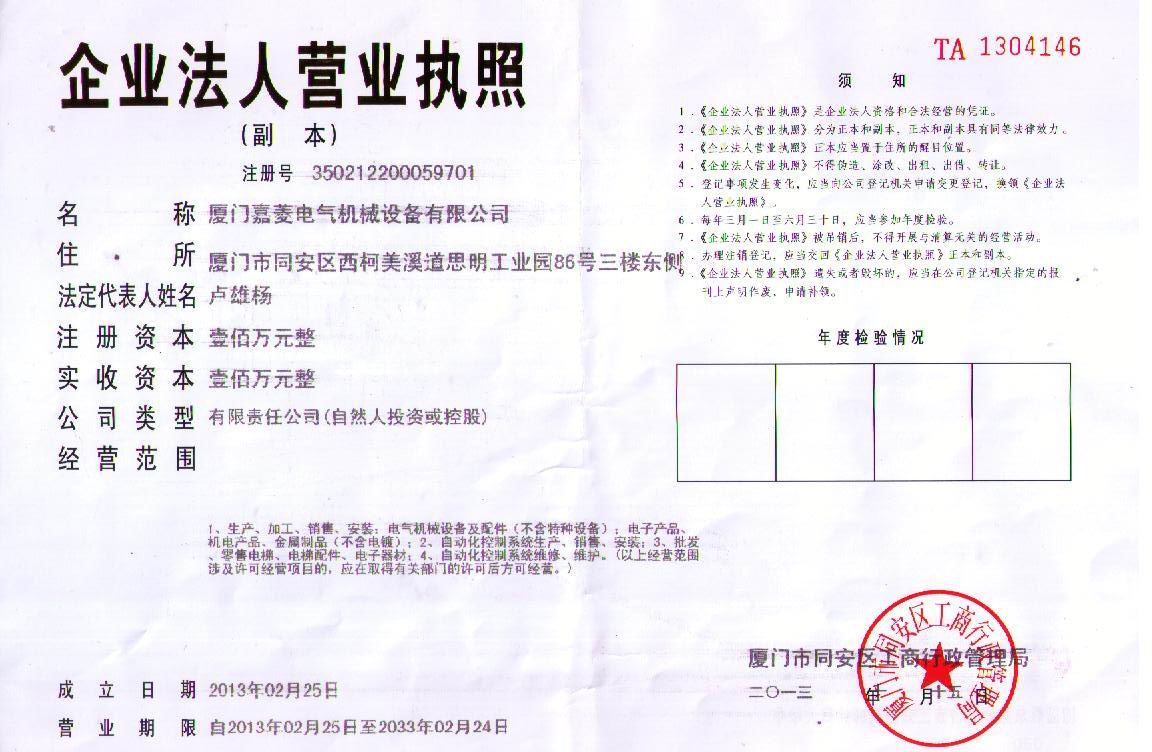 企业法人营业执照
(副 本)
注册号 350212200059701
名 称 厦门嘉菱电气机械设备有限公司
住 所 厦门市同安区西柯美溪道思明工业园86号三楼东侧
法定代表人姓名 卢雄杨
注 册 资 本 壹佰万元整
实 收 资 本 壹佰万元整
公 司 类 型 有限责任公司(自然人投资或控股)
经 营 范 围
1、生产、加工、销售、安装：电气机械设备及配件（不含特种设备）；电子产品、
机电产品、金属制品（不含电镀）；2、自动化控制系统生产、销售、安装；3、批发
、零售电梯、电梯配件、电子器材；4、自动化控制系统维修、维护。（以上经营范围
涉及许可经营项目的，应在取得有关部门的许可后方可经营。）
成 立 日 期 2013年02月25日
营 业 期 限 自2013年02月25日至2033年02月24日
TA 1304146
须 知
1．《企业法人营业执照》是企业法人资格和合法经营的凭证。
2．《企业法人营业执照》分为正本和副本，正本和副本具有同等法律效力。
3．《企业法人营业执照》正本应当置于住所的醒目位置。
4．《企业法人营业执照》不得伪造、涂改、出租、出借、转让。
5．登记事项发生变化，应当向公司登记机关申请变更登记，换领《企业法
人营业执照》。
6．每年三月一日至六月三十日，应当参加年度检验。
7．《企业法人营业执照》被吊销后，不得开展与清算无关的经营活动。
8．办理注销登记，应当交回《企业法人营业执照》正本和副本。
9．《企业法人营业执照》遗失或者毁坏的，应当在公司登记机关指定的报
刊上声明作废，申请补领。
年度检验情况
厦门市同安区工商行政管理局
厦门市同安区工商行政管理局
二〇一三 年 月十五日